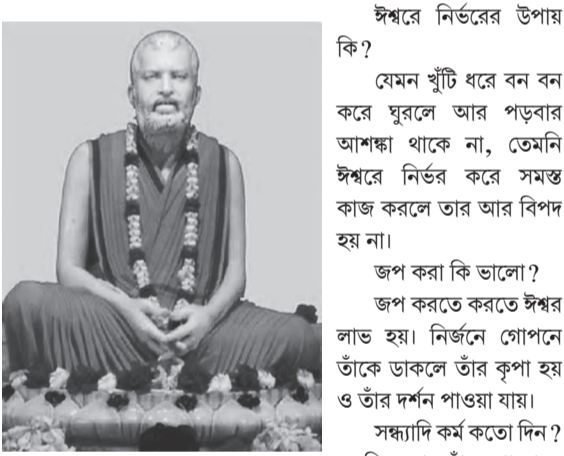 ঈশ্বরে নির্ভরের উপায়
কি?
যেমন খুঁটি ধরে বন বন
করে ঘুরলে আর পড়বার
আশঙ্কা থাকে না, তেমনি
ঈশ্বরে নির্ভর করে সমস্ত
কাজ করলে তার আর বিপদ
হয় না।
জপ করা কি ভালো?
জপ করতে করতে ঈশ্বর
লাভ হয়। নির্জনে গোপনে
তাঁকে ডাকলে তাঁর কৃপা হয়
ও তাঁর দর্শন পাওয়া যায়।
সন্ধ্যাদি কর্ম কতো দিন?